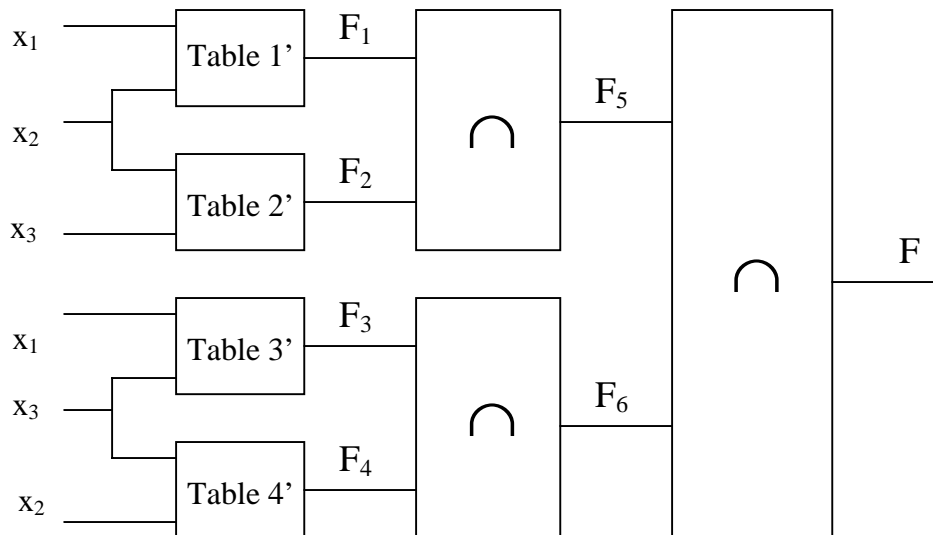 x₁
Table 1’
F₁
x₂
∩
F₅
Table 2’
F₂
x₃
∩
F
x₁
Table 3’
F₃
x₃
∩
F₆
Table 4’
F₄
x₂